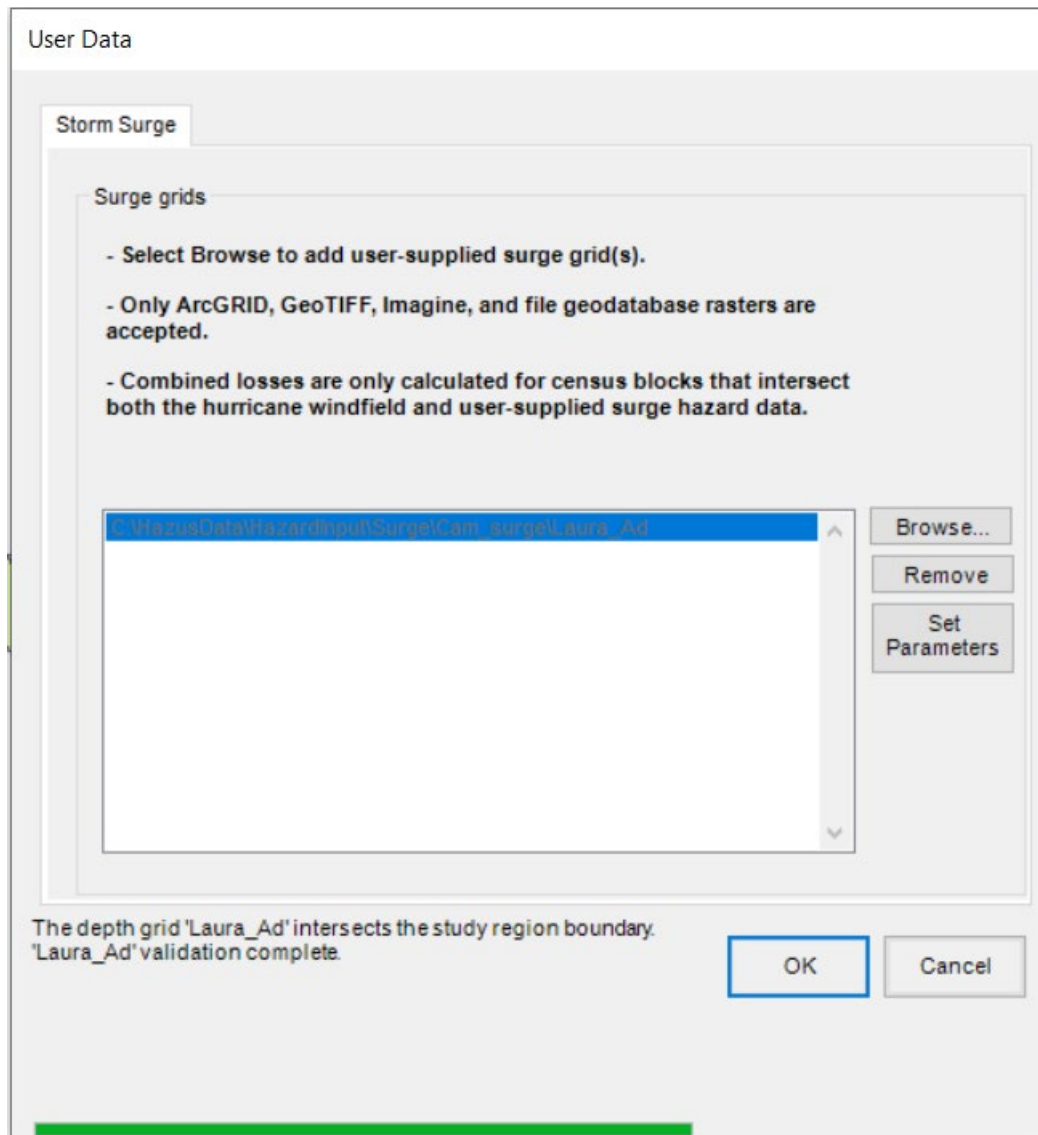 User Data
Storm Surge
Surge grids
- Select Browse to add user-supplied surge grid(s).
- Only ArcGRID, GeoTIFF, Imagine, and file geodatabase rasters are
accepted.
- Combined losses are only calculated for census blocks that intersect
both the hurricane windfield and user-supplied surge hazard data.
C:\HazusData\HazardInput\Surge\Cam_surge\Laura_Ad
Browse...
Remove
Set
Parameters
The depth grid 'Laura_Ad' intersects the study region boundary.
'Laura_Ad' validation complete.
OK
Cancel